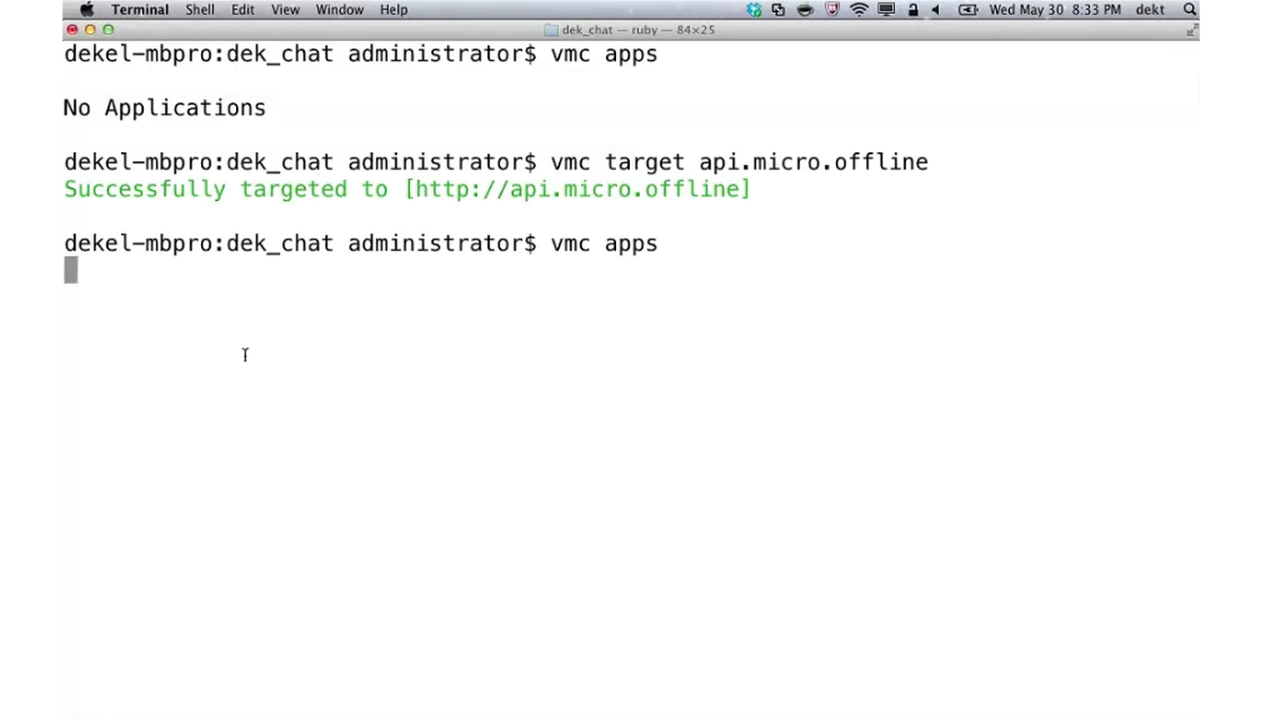 Terminal Shell Edit View Window Help Wed May 30 8:33 PM dekt
dek_chat — ruby — 84×25
dekel-mbpro:dek_chat administrator$ vmc apps
No Applications
dekel-mbpro:dek_chat administrator$ vmc target api.micro.offline
Successfully targeted to [http://api.micro.offline]
dekel-mbpro:dek_chat administrator$ vmc apps